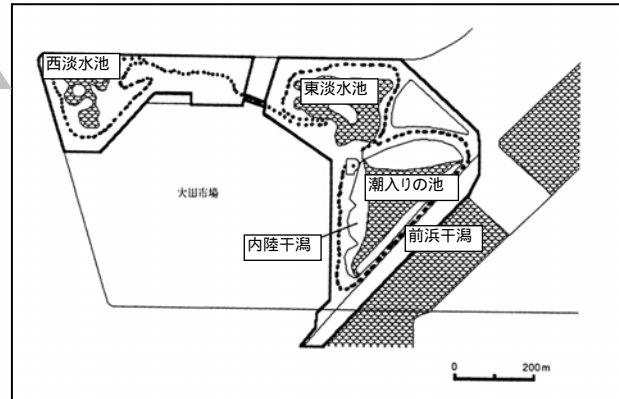 西淡水池
東淡水池
大田市場
潮入りの池
内陸干潟
前浜干潟
0 200m